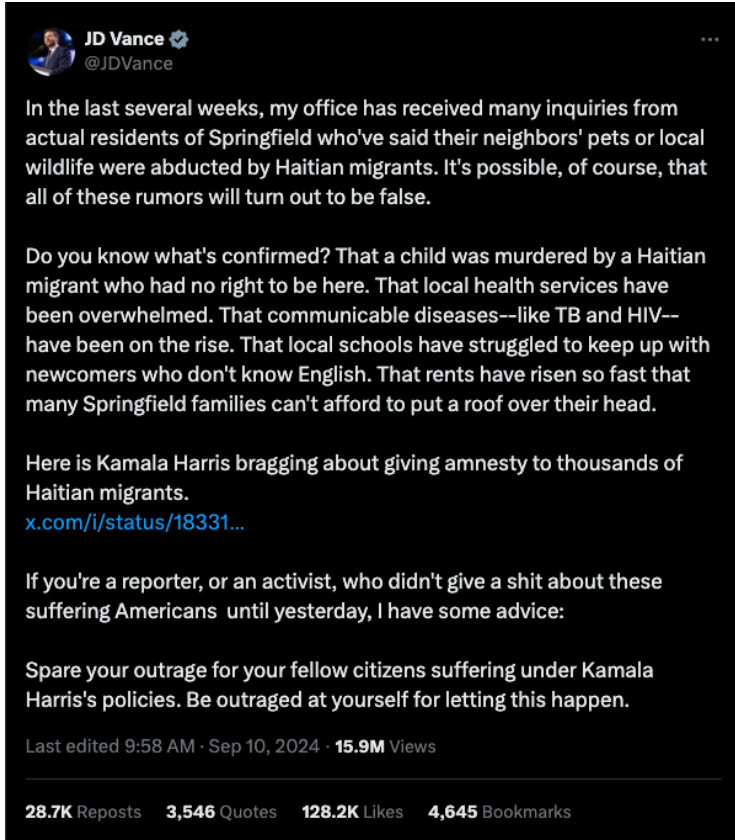 JD Vance
@JDVance
In the last several weeks, my office has received many inquiries from
actual residents of Springfield who've said their neighbors' pets or local
wildlife were abducted by Haitian migrants. It's possible, of course, that
all of these rumors will turn out to be false.
Do you know what's confirmed? That a child was murdered by a Haitian
migrant who had no right to be here. That local health services have
been overwhelmed. That communicable diseases--like TB and HIV--
have been on the rise. That local schools have struggled to keep up with
newcomers who don't know English. That rents have risen so fast that
many Springfield families can't afford to put a roof over their head.
Here is Kamala Harris bragging about giving amnesty to thousands of
Haitian migrants.
x.com/i/status/18331...
If you're a reporter, or an activist, who didn't give a shit about these
suffering Americans  until yesterday, I have some advice:
Spare your outrage for your fellow citizens suffering under Kamala
Harris's policies. Be outraged at yourself for letting this happen.
Last edited 9:58 AM · Sep 10, 2024 · 15.9M Views
28.7K Reposts 3,546 Quotes 128.2K Likes 4,645 Bookmarks